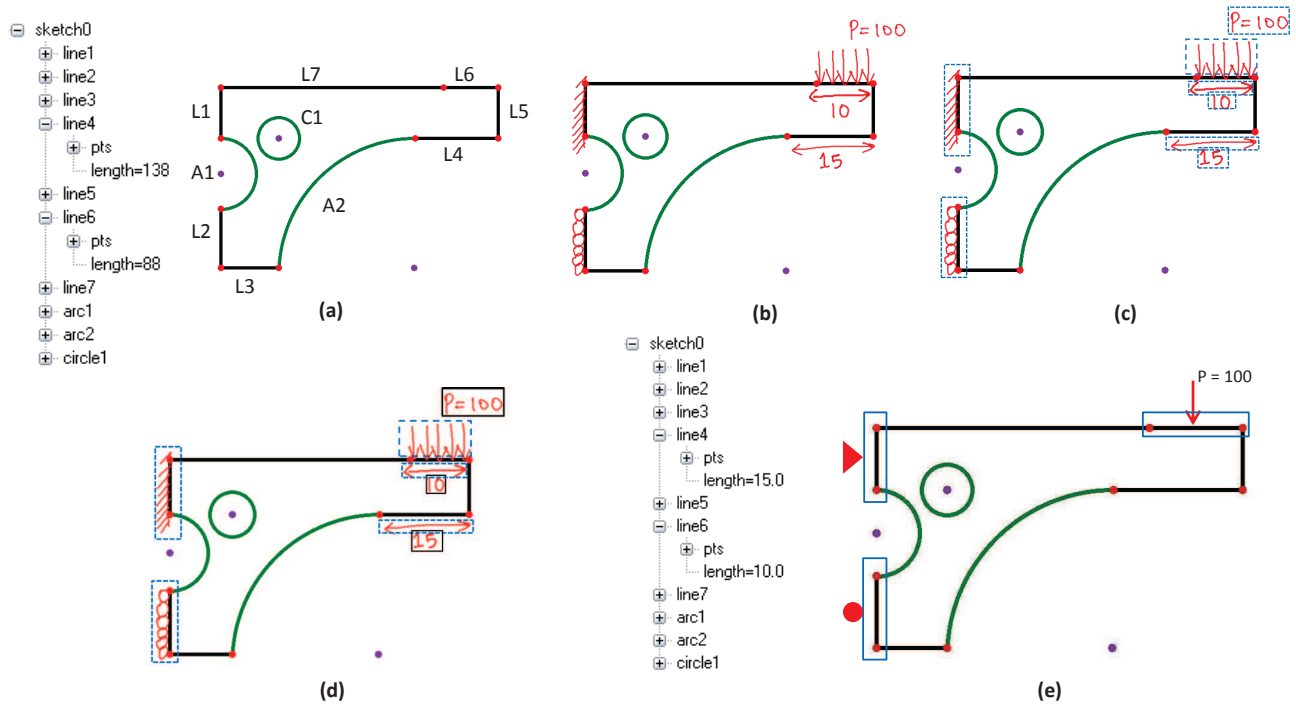 sketch0
line1
line2
line3
line4
pts
length=138
line5
line6
pts
length=88
line7
arc1
arc2
circle1
L7
L6
L1
C1
L5
L4
A1
A2
L2
L3
(a)
P=100
10
15
(b)
P=100
10
15
(c)
P=100
10
15
(d)
sketch0
line1
line2
line3
line4
pts
length=15.0
line5
line6
pts
length=10.0
line7
arc1
arc2
circle1
P = 100
(e)